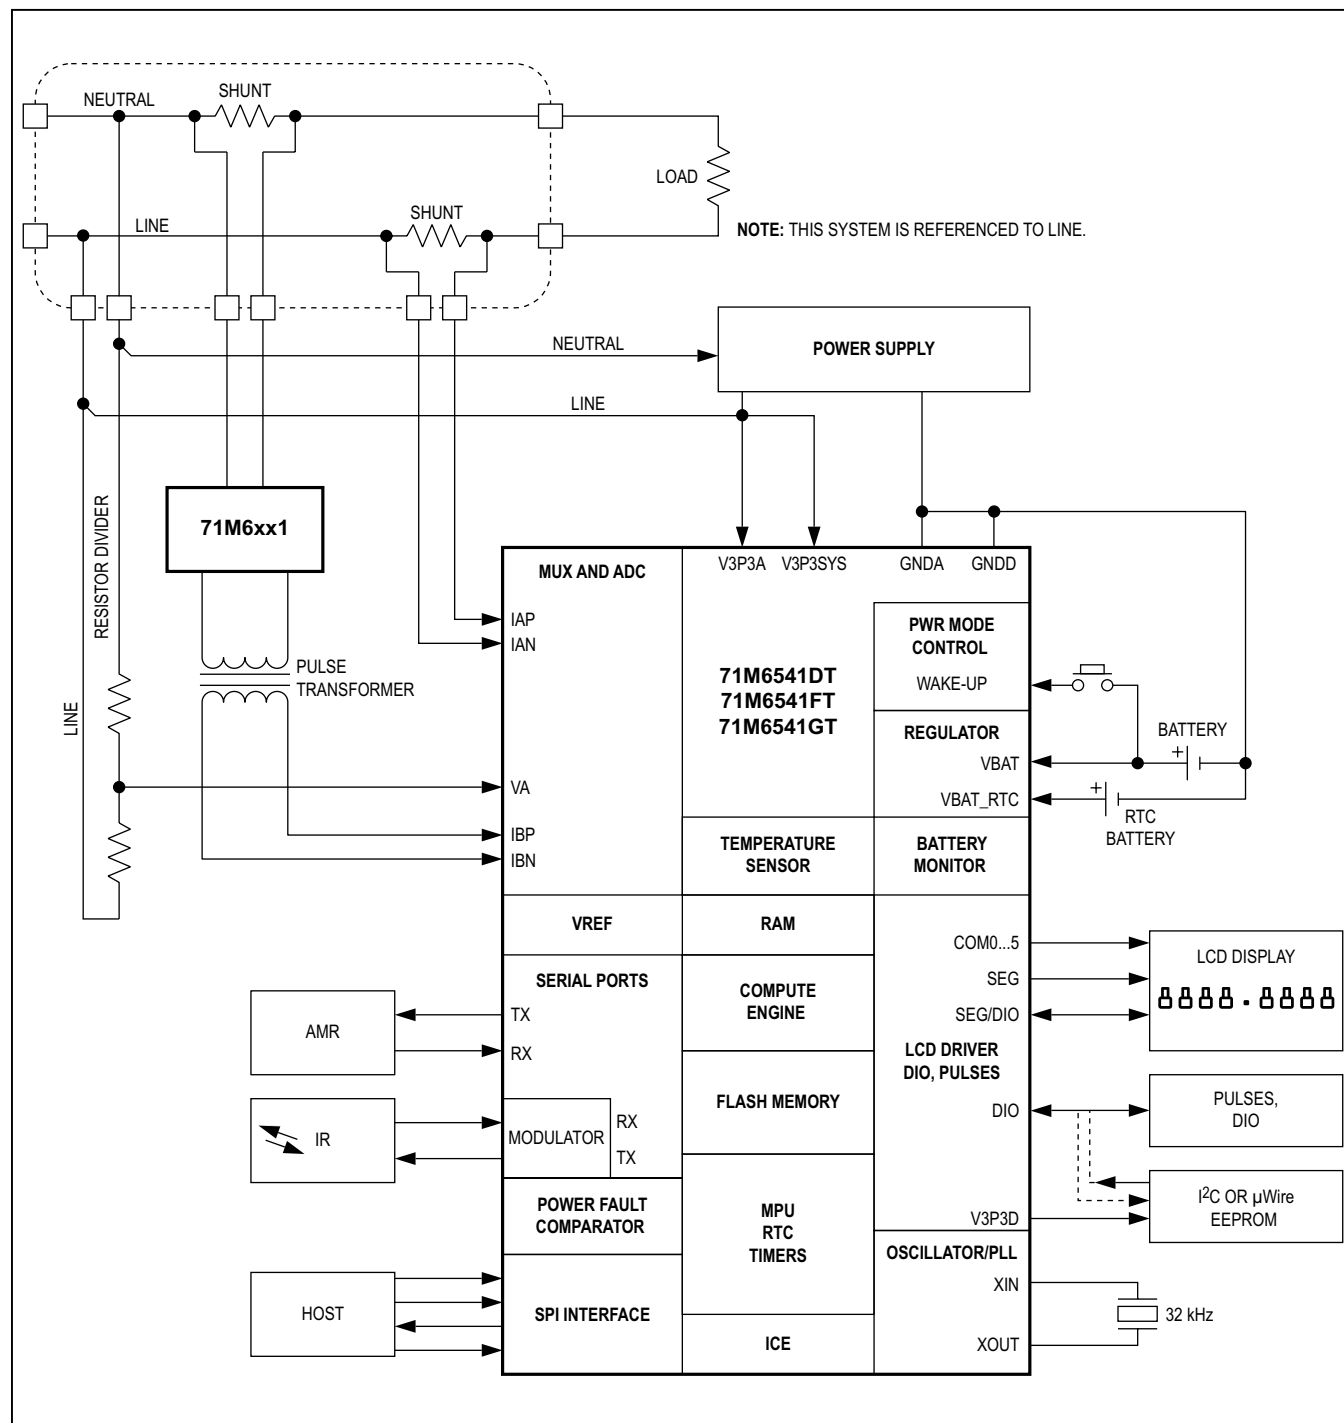 SHUNT
NEUTRAL
LOAD
SHUNT
LINE
NOTE: THIS SYSTEM IS REFERENCED TO LINE.
NEUTRAL
POWER SUPPLY
LINE
RESISTOR DIVIDER
LINE
71M6xx1
PULSE
TRANSFORMER
MUX AND ADC
IAP
IAN
VA
IBP
IBN
V3P3A
V3P3SYS
GNDA
GNDD
71M6541DT
71M6541FT
71M6541GT
PWR MODE
CONTROL
WAKE-UP
REGULATOR
VBAT
VBAT_RTC
BATTERY
+
+
RTC
BATTERY
TEMPERATURE
SENSOR
BATTERY
MONITOR
VREF
RAM
SERIAL PORTS
TX
RX
AMR
COMPUTE
ENGINE
COM0...5
SEG
SEG/DIO
LCD DRIVER
DIO, PULSES
LCD DISPLAY
FLASH MEMORY
DIO
PULSES,
DIO
IR
MODULATOR
RX
TX
POWER FAULT
COMPARATOR
MPU
RTC
TIMERS
V3P3D
I²C OR µWire
EEPROM
OSCILLATOR/PLL
XIN
XOUT
32 kHz
HOST
SPI INTERFACE
ICE